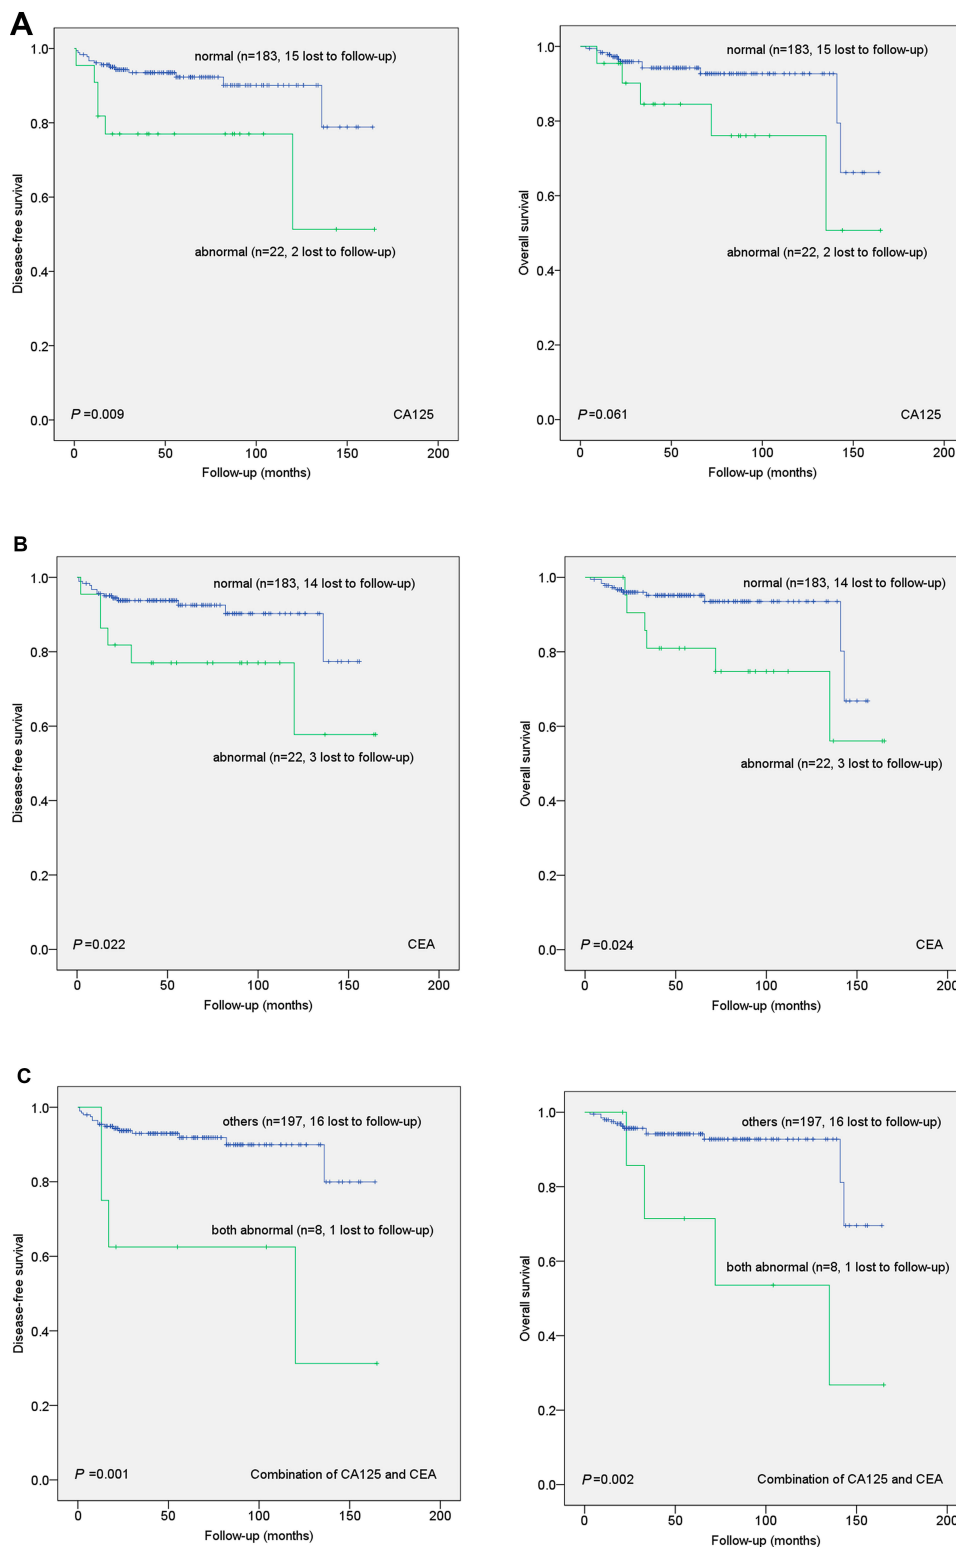 A
1.0
0.8
0.6
0.4
0.2
0.0
Disease-free survival
normal (n=183, 15 lost to follow-up)
abnormal (n=22, 2 lost to follow-up)
P =0.009
CA125
0 50 100 150 200
Follow-up (months)
1.0
0.8
0.6
0.4
0.2
0.0
Overall survival
normal (n=183, 15 lost to follow-up)
abnormal (n=22, 2 lost to follow-up)
P =0.061
CA125
0 50 100 150 200
Follow-up (months)
B
1.0
0.8
0.6
0.4
0.2
0.0
Disease-free survival
normal (n=183, 14 lost to follow-up)
abnormal (n=22, 3 lost to follow-up)
P =0.022
CEA
0 50 100 150 200
Follow-up (months)
1.0
0.8
0.6
0.4
0.2
0.0
Overall survival
normal (n=183, 14 lost to follow-up)
abnormal (n=22, 3 lost to follow-up)
P =0.024
CEA
0 50 100 150 200
Follow-up (months)
C
1.0
0.8
0.6
0.4
0.2
0.0
Disease-free survival
others (n=197, 16 lost to follow-up)
both abnormal (n=8, 1 lost to follow-up)
P =0.001
Combination of CA125 and CEA
0 50 100 150 200
Follow-up (months)
1.0
0.8
0.6
0.4
0.2
0.0
Overall survival
others (n=197, 16 lost to follow-up)
both abnormal (n=8, 1 lost to follow-up)
P =0.002
Combination of CA125 and CEA
0 50 100 150 200
Follow-up (months)